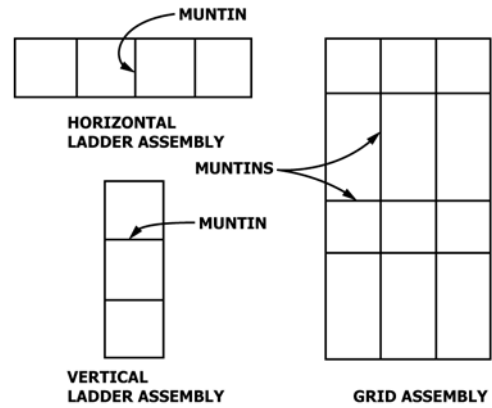 MUNTIN
HORIZONTAL
LADDER ASSEMBLY
MUNTINS
MUNTIN
VERTICAL
LADDER ASSEMBLY
GRID ASSEMBLY